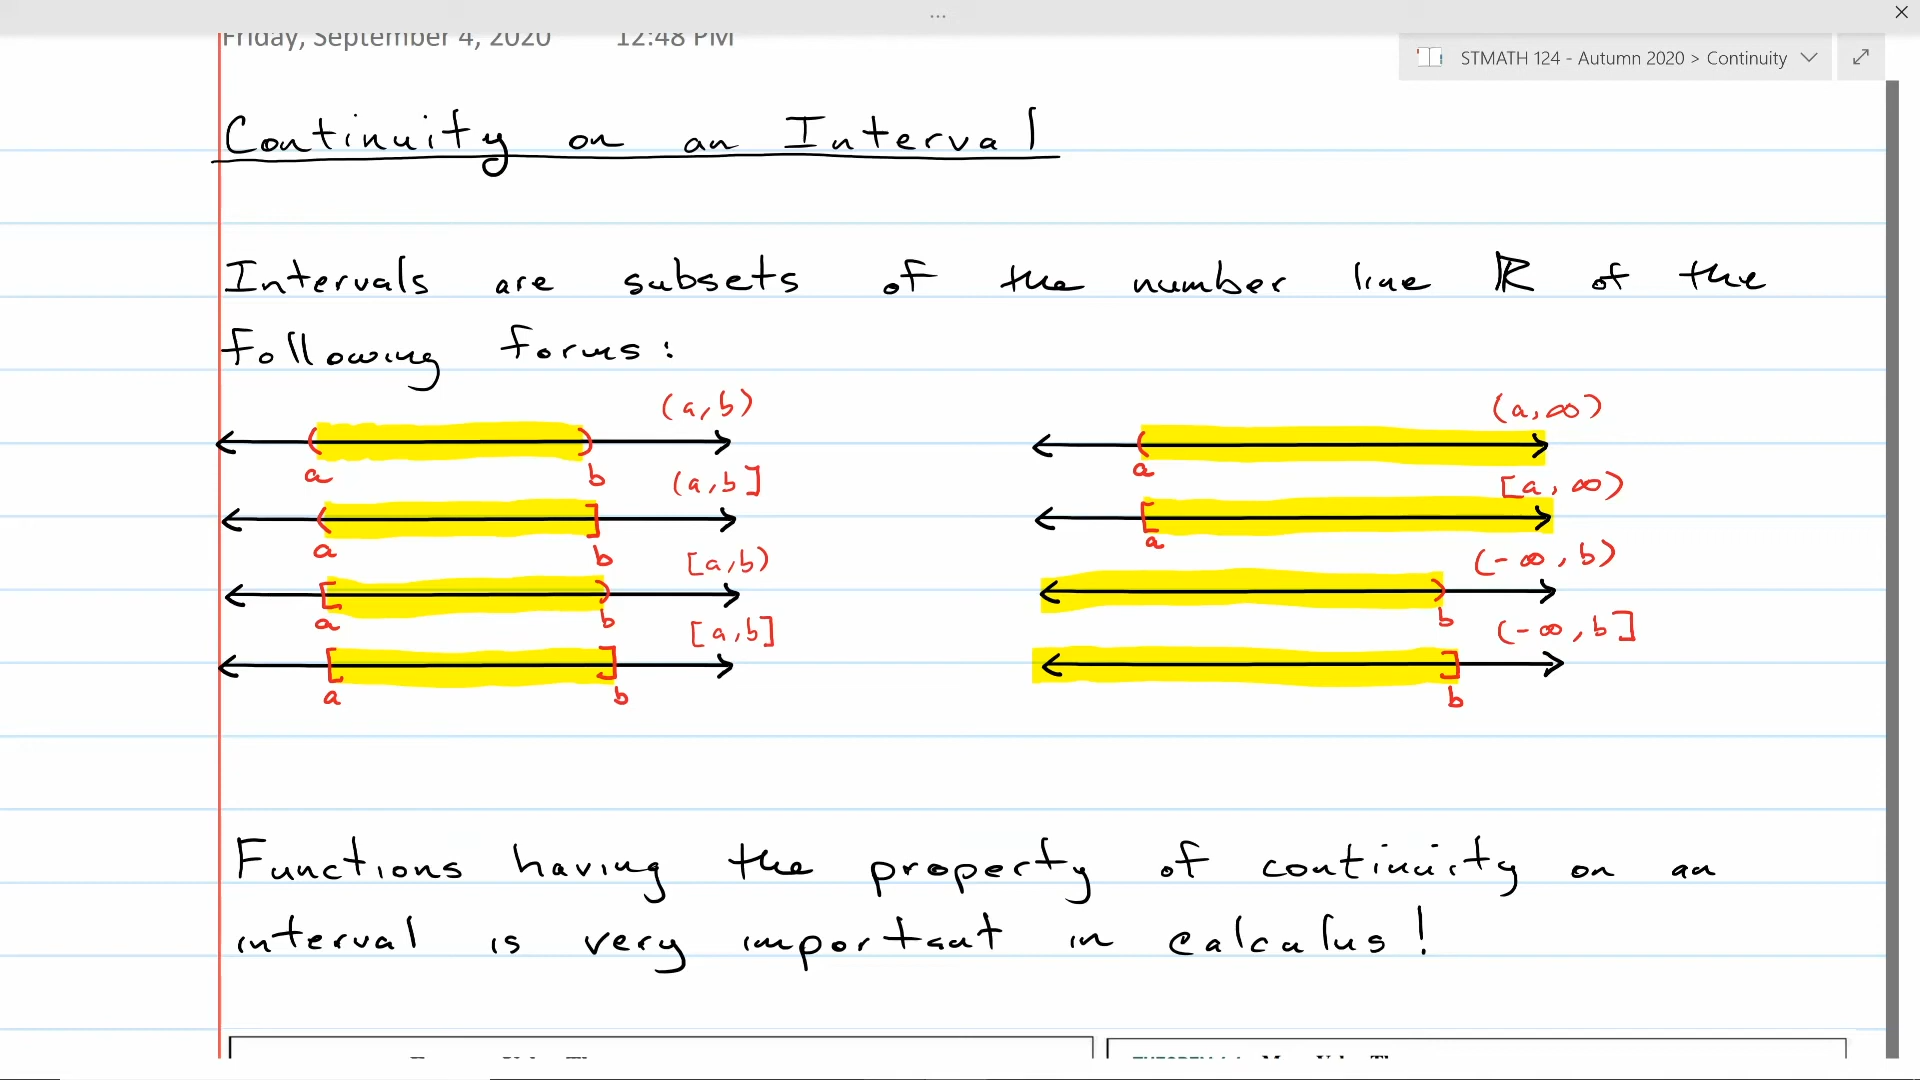 Friday, September 4, 2020 12:48 PM
STMATH 124 - Autumn 2020 > Continuity
Continuity on an Interval
Intervals are subsets of the number line ℝ of the
following forms:
(a,b)
a b
(a,b]
a b
[a,b)
a b
[a,b]
a b
(a,∞)
a
[a,∞)
a
(-∞,b)
b
(-∞,b]
b
Functions having the property of continuity on an
interval is very important in calculus!